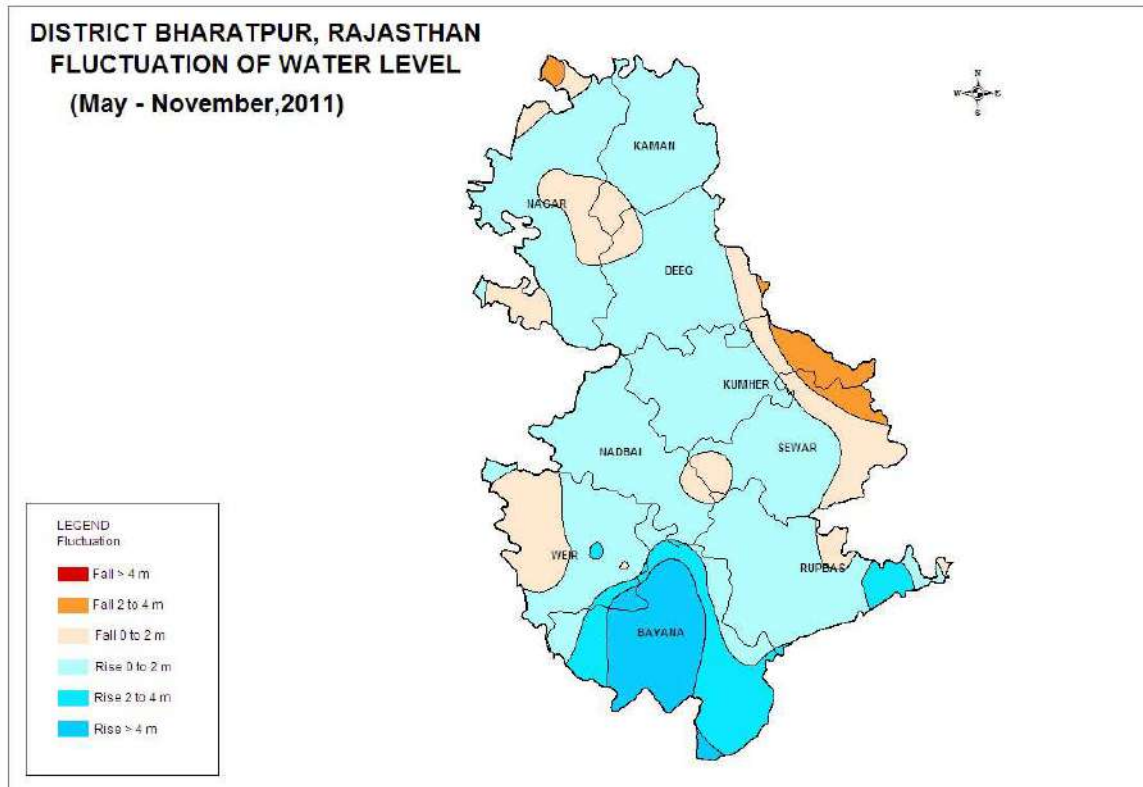 DISTRICT BHARATPUR, RAJASTHAN
FLUCTUATION OF WATER LEVEL
(May - November,2011)
N
W E
S
KAMAN
NAGAR
DEEG
KUMHER
SEWAR
NADBAI
WEIR
RUPBAS
BAYANA
LEGEND
Fluctuation
Fall > 4 m
Fall 2 to 4 m
Fall 0 to 2 m
Rise 0 to 2 m
Rise 2 to 4 m
Rise > 4 m